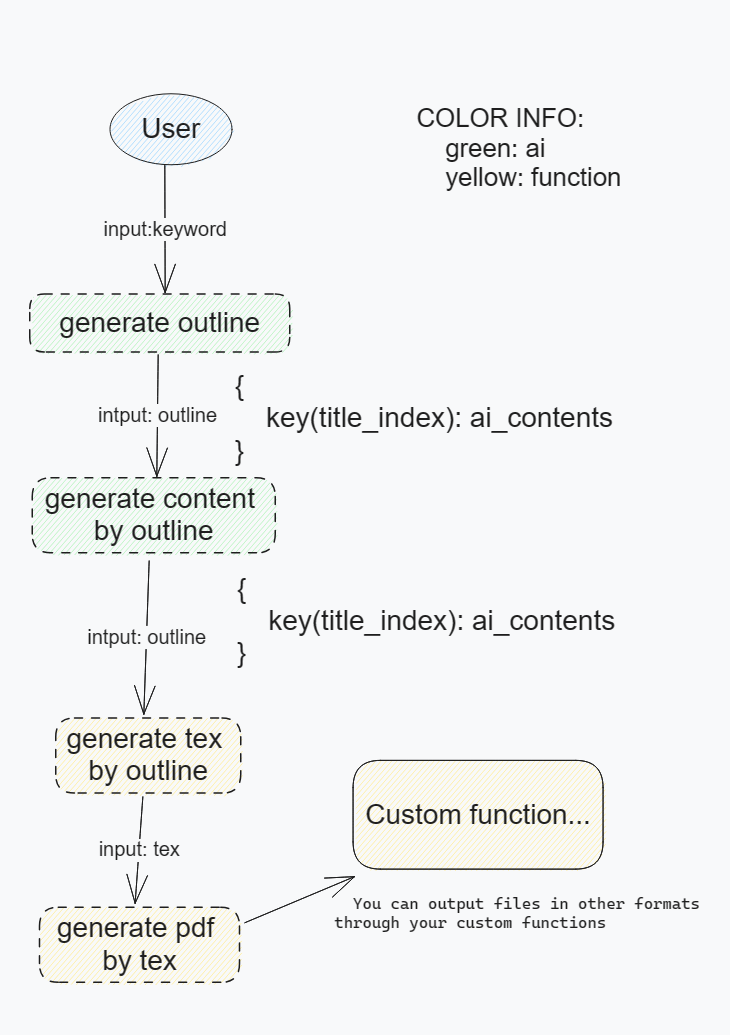 User
COLOR INFO:
green: ai
yellow: function
input:keyword
generate outline
{
intput: outline
key(title_index): ai_contents
}
generate content
by outline
{
key(title_index): ai_contents
intput: outline
}
generate tex
by outline
Custom function...
input: tex
You can output files in other formats
through your custom functions
generate pdf
by tex